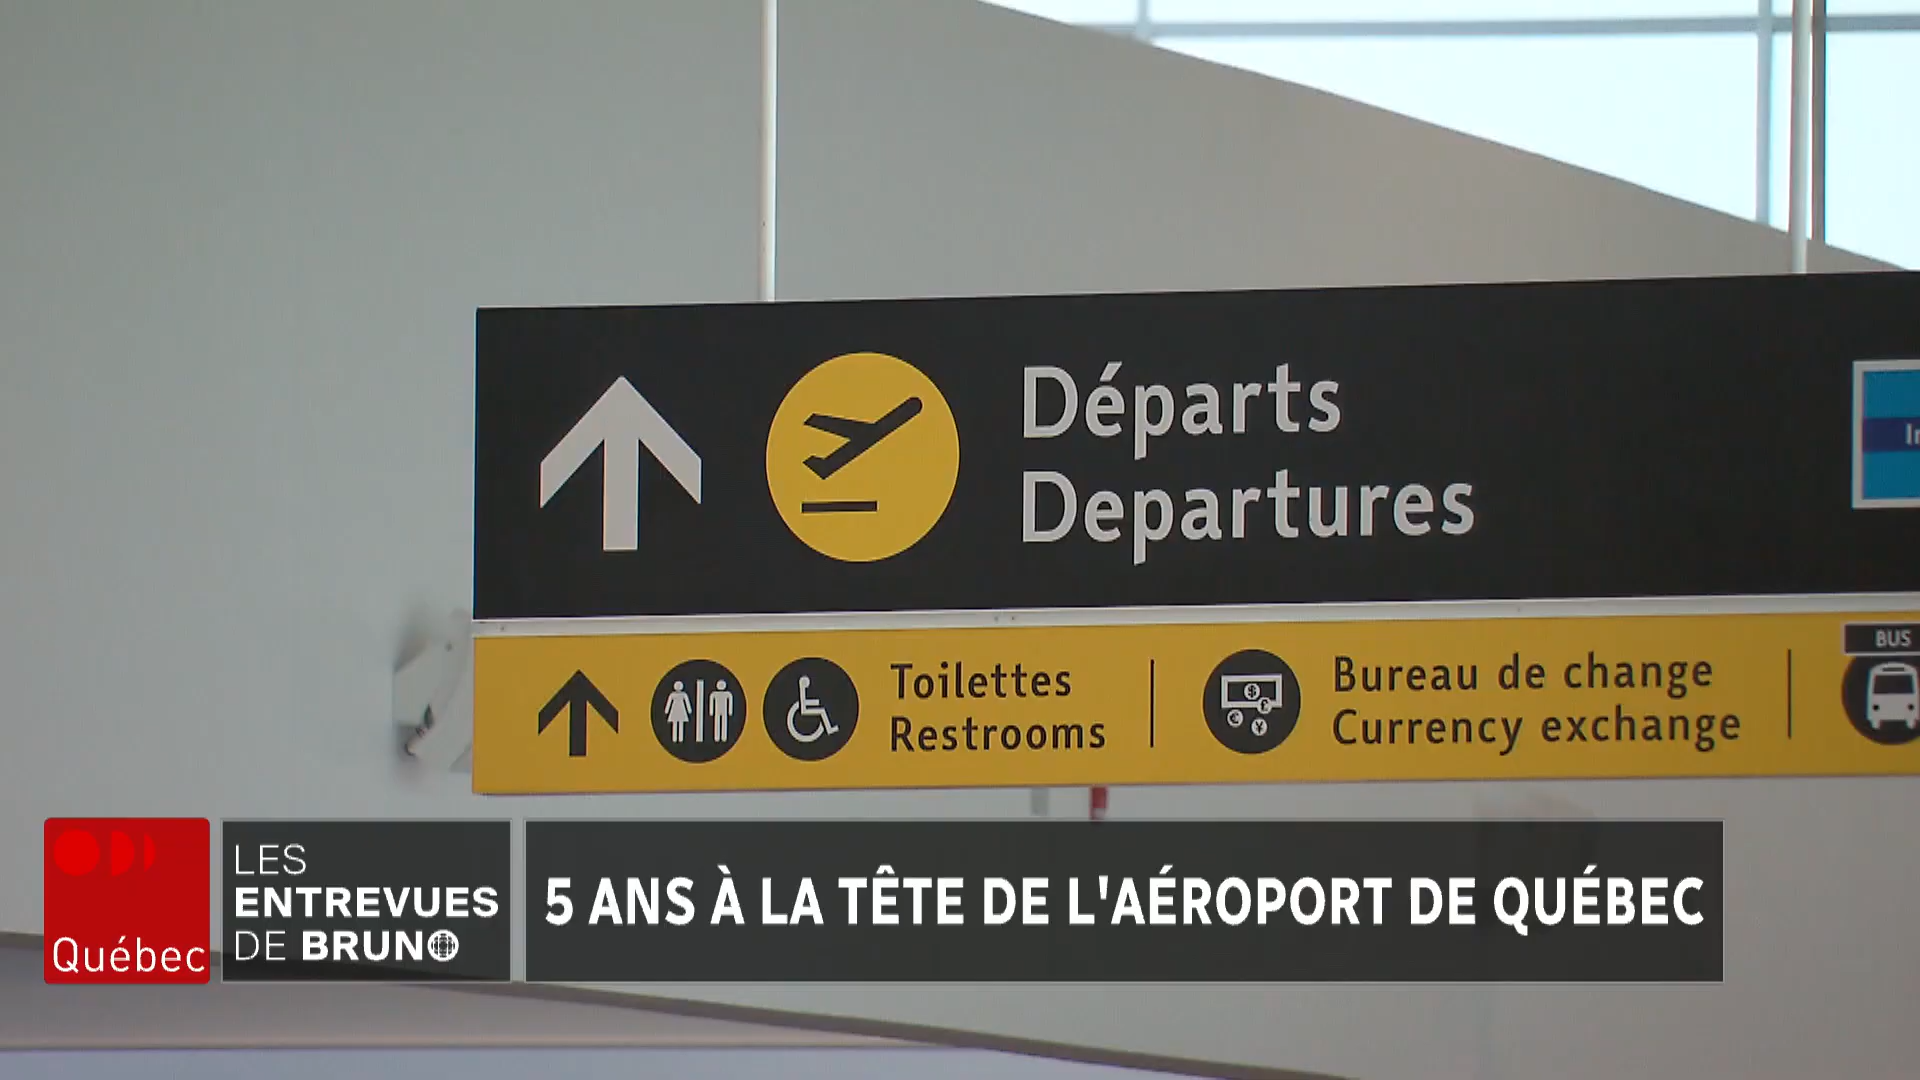 Départs
Departures
Toilettes
Restrooms
Bureau de change
Currency exchange
BUS
Québec
LES
ENTREVUES
DE BRUNO
5 ANS À LA TÊTE DE L'AÉROPORT DE QUÉBEC